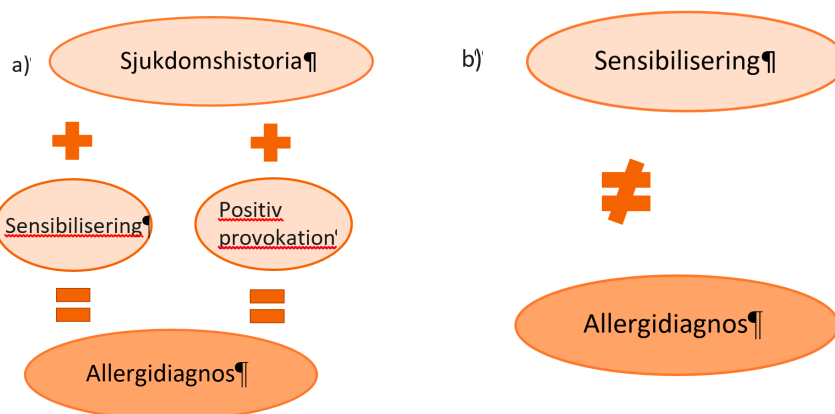 a)
Sjukdomshistoria¶
Sensibilisering¶
Positiv
provokation
Allergidiagnos¶
b)
Sensibilisering¶
Allergidiagnos¶